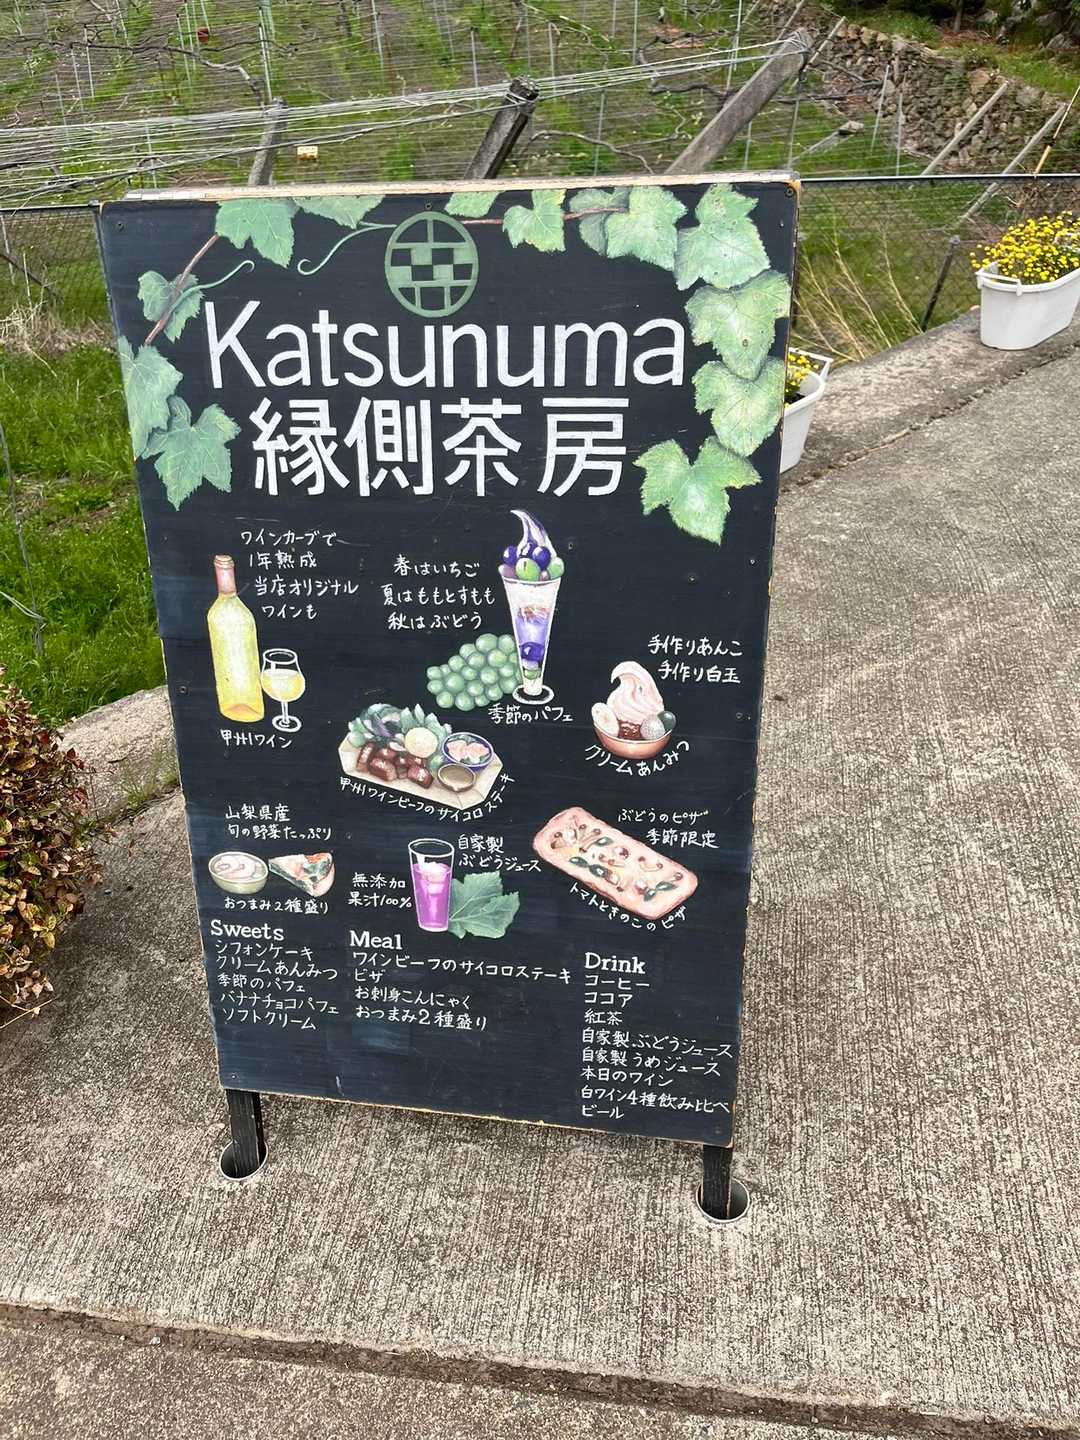 Katsunuma
縁側茶房
ワインカーブで
1年熟成
当店オリジナル
ワインも
甲州ワイン
春はいちご
夏はももとすもも
秋はぶどう
季節のパフェ
手作りあんこ
手作り白玉
クリームあんみつ
甲州ワインビーフのサイコロステーキ
山梨県産
旬の野菜たっぷり
おつまみ2種盛り
自家製
ぶどうジュース
無添加
果汁100%
ぶどうのピザ
季節限定
トマトときのこのピザ
Sweets
シフォンケーキ
クリームあんみつ
季節のパフェ
バナナチョコパフェ
ソフトクリーム
Meal
ワインビーフのサイコロステーキ
ピザ
お刺身こんにゃく
おつまみ2種盛り
Drink
コーヒー
ココア
紅茶
自家製ぶどうジュース
自家製うめジュース
本日のワイン
白ワイン4種飲み比べ
ビール